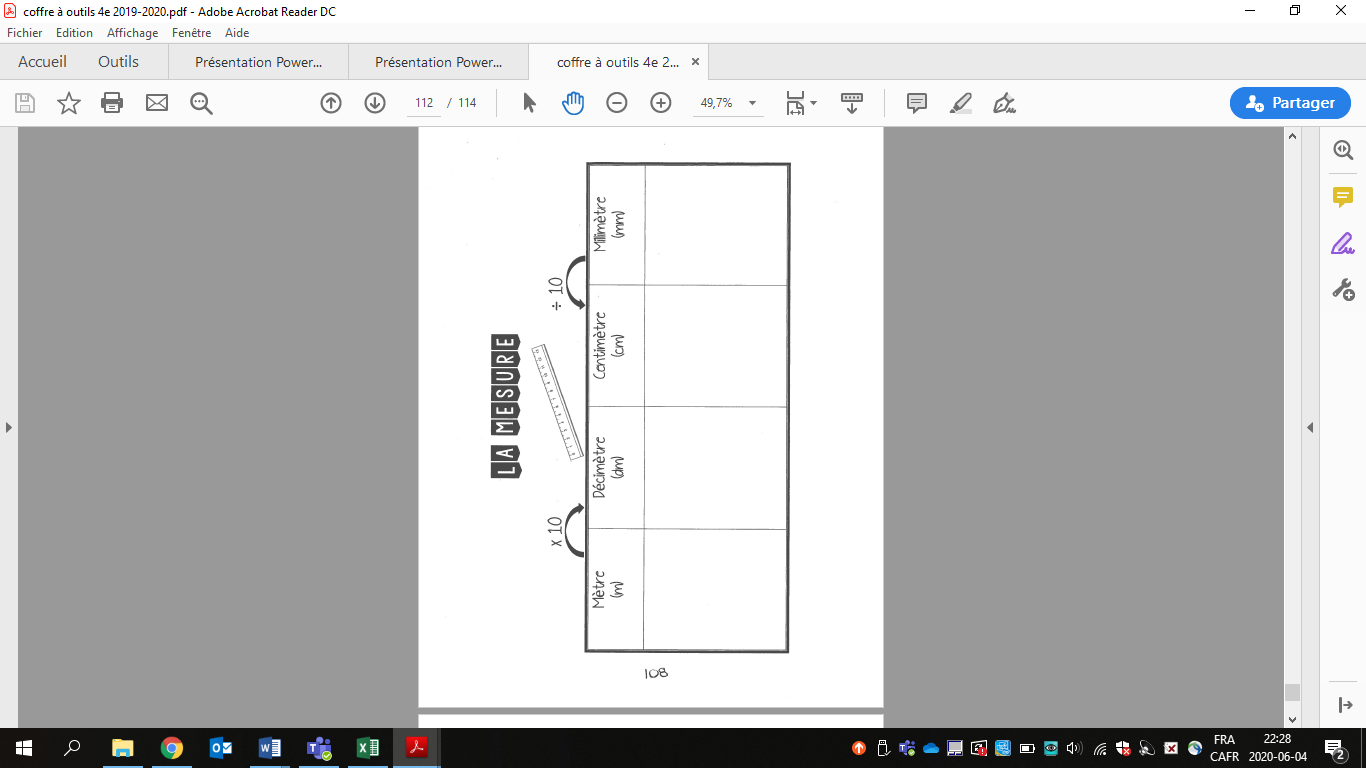 coffre à outils 4e 2019-2020.pdf - Adobe Acrobat Reader DC
Fichier Edition Affichage Fenêtre Aide
Accueil Outils Présentation Power... Présentation Power... coffre à outils 4e 2...
112 / 114 49,7% Partager
LA MESURE
x 10 ÷ 10
Mètre Décimètre Centimètre Millimètre
(m) (dm) (cm) (mm)
108
FRA 22:28
CAFR 2020-06-04 2